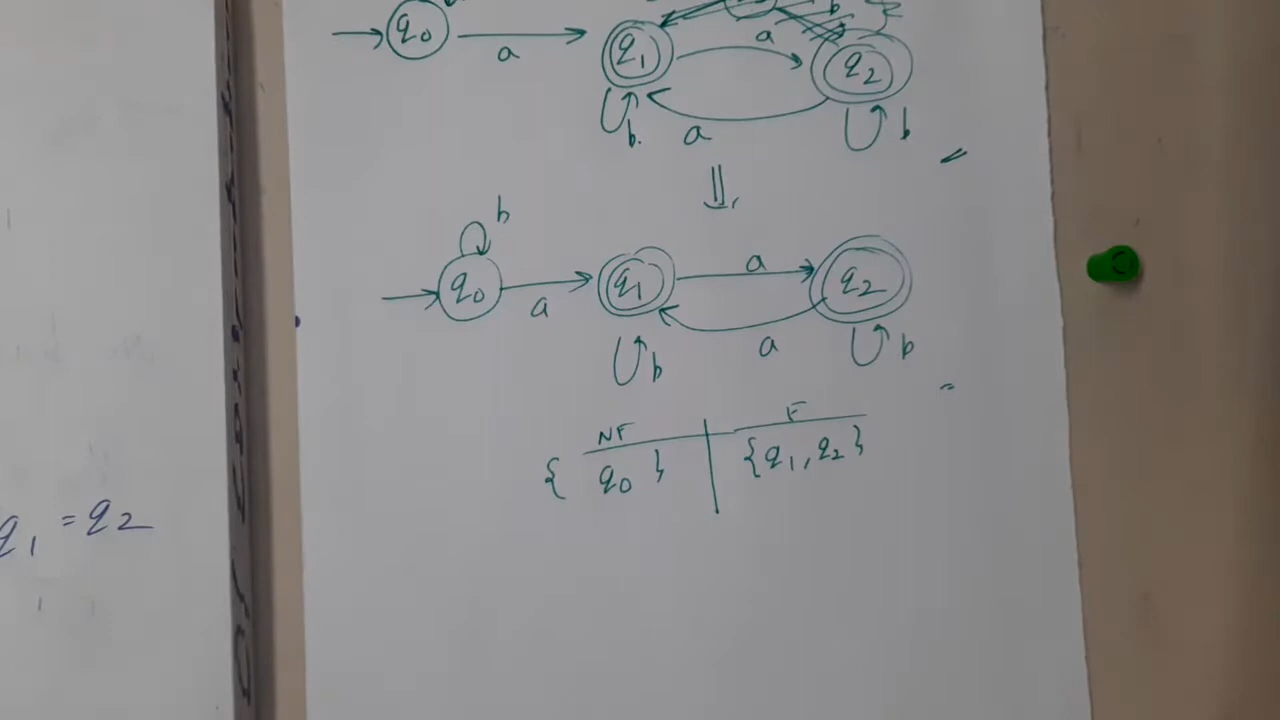 q0 a q1 a q2
b. a b
b
q0 a q1 a q2
b a b
NF F
{ q0 } {q1, q2}
q1 = q2